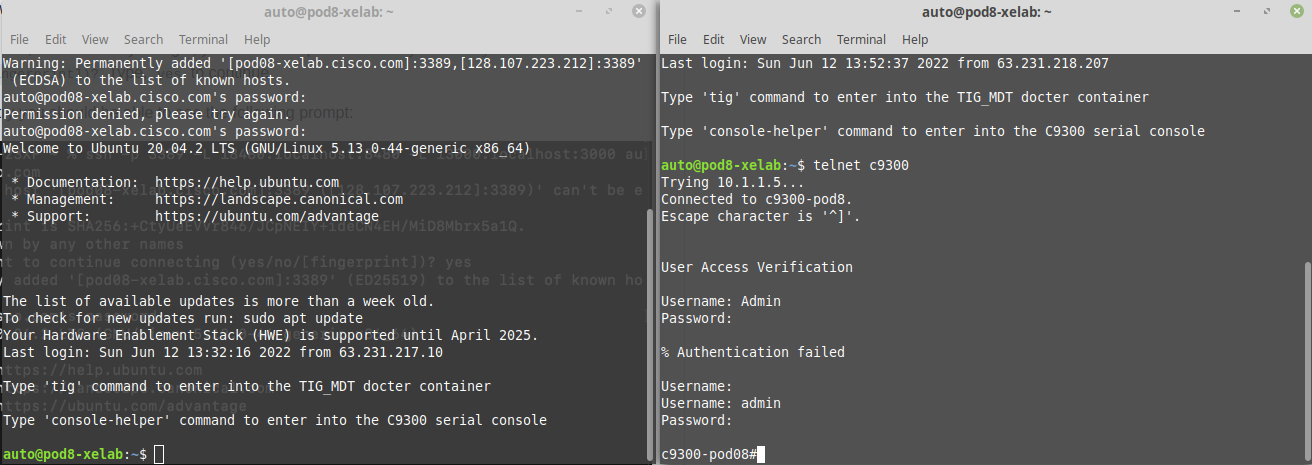 auto@pod8-xelab: ~
File Edit View Search Terminal Help
Warning: Permanently added '[pod08-xelab.cisco.com]:3389,[128.107.223.212]:3389'
(ECDSA) to the list of known hosts.
auto@pod08-xelab.cisco.com's password:
Permission denied, please try again.
auto@pod08-xelab.cisco.com's password:
Welcome to Ubuntu 20.04.2 LTS (GNU/Linux 5.13.0-44-generic x86_64)
* Documentation: https://help.ubuntu.com
* Management: https://landscape.canonical.com
* Support: https://ubuntu.com/advantage
The list of available updates is more than a week old.
To check for new updates run: sudo apt update
Your Hardware Enablement Stack (HWE) is supported until April 2025.
Last login: Sun Jun 12 13:32:16 2022 from 63.231.217.10
Type 'tig' command to enter into the TIG_MDT docter container
Type 'console-helper' command to enter into the C9300 serial console
auto@pod8-xelab:~$
auto@pod8-xelab: ~
File Edit View Search Terminal Help
Last login: Sun Jun 12 13:52:37 2022 from 63.231.218.207
Type 'tig' command to enter into the TIG_MDT docter container
Type 'console-helper' command to enter into the C9300 serial console
auto@pod8-xelab:~$ telnet c9300
Trying 10.1.1.5...
Connected to c9300-pod8.
Escape character is '^]'.
User Access Verification
Username: Admin
Password:
% Authentication failed
Username:
Username: admin
Password:
c9300-pod08#